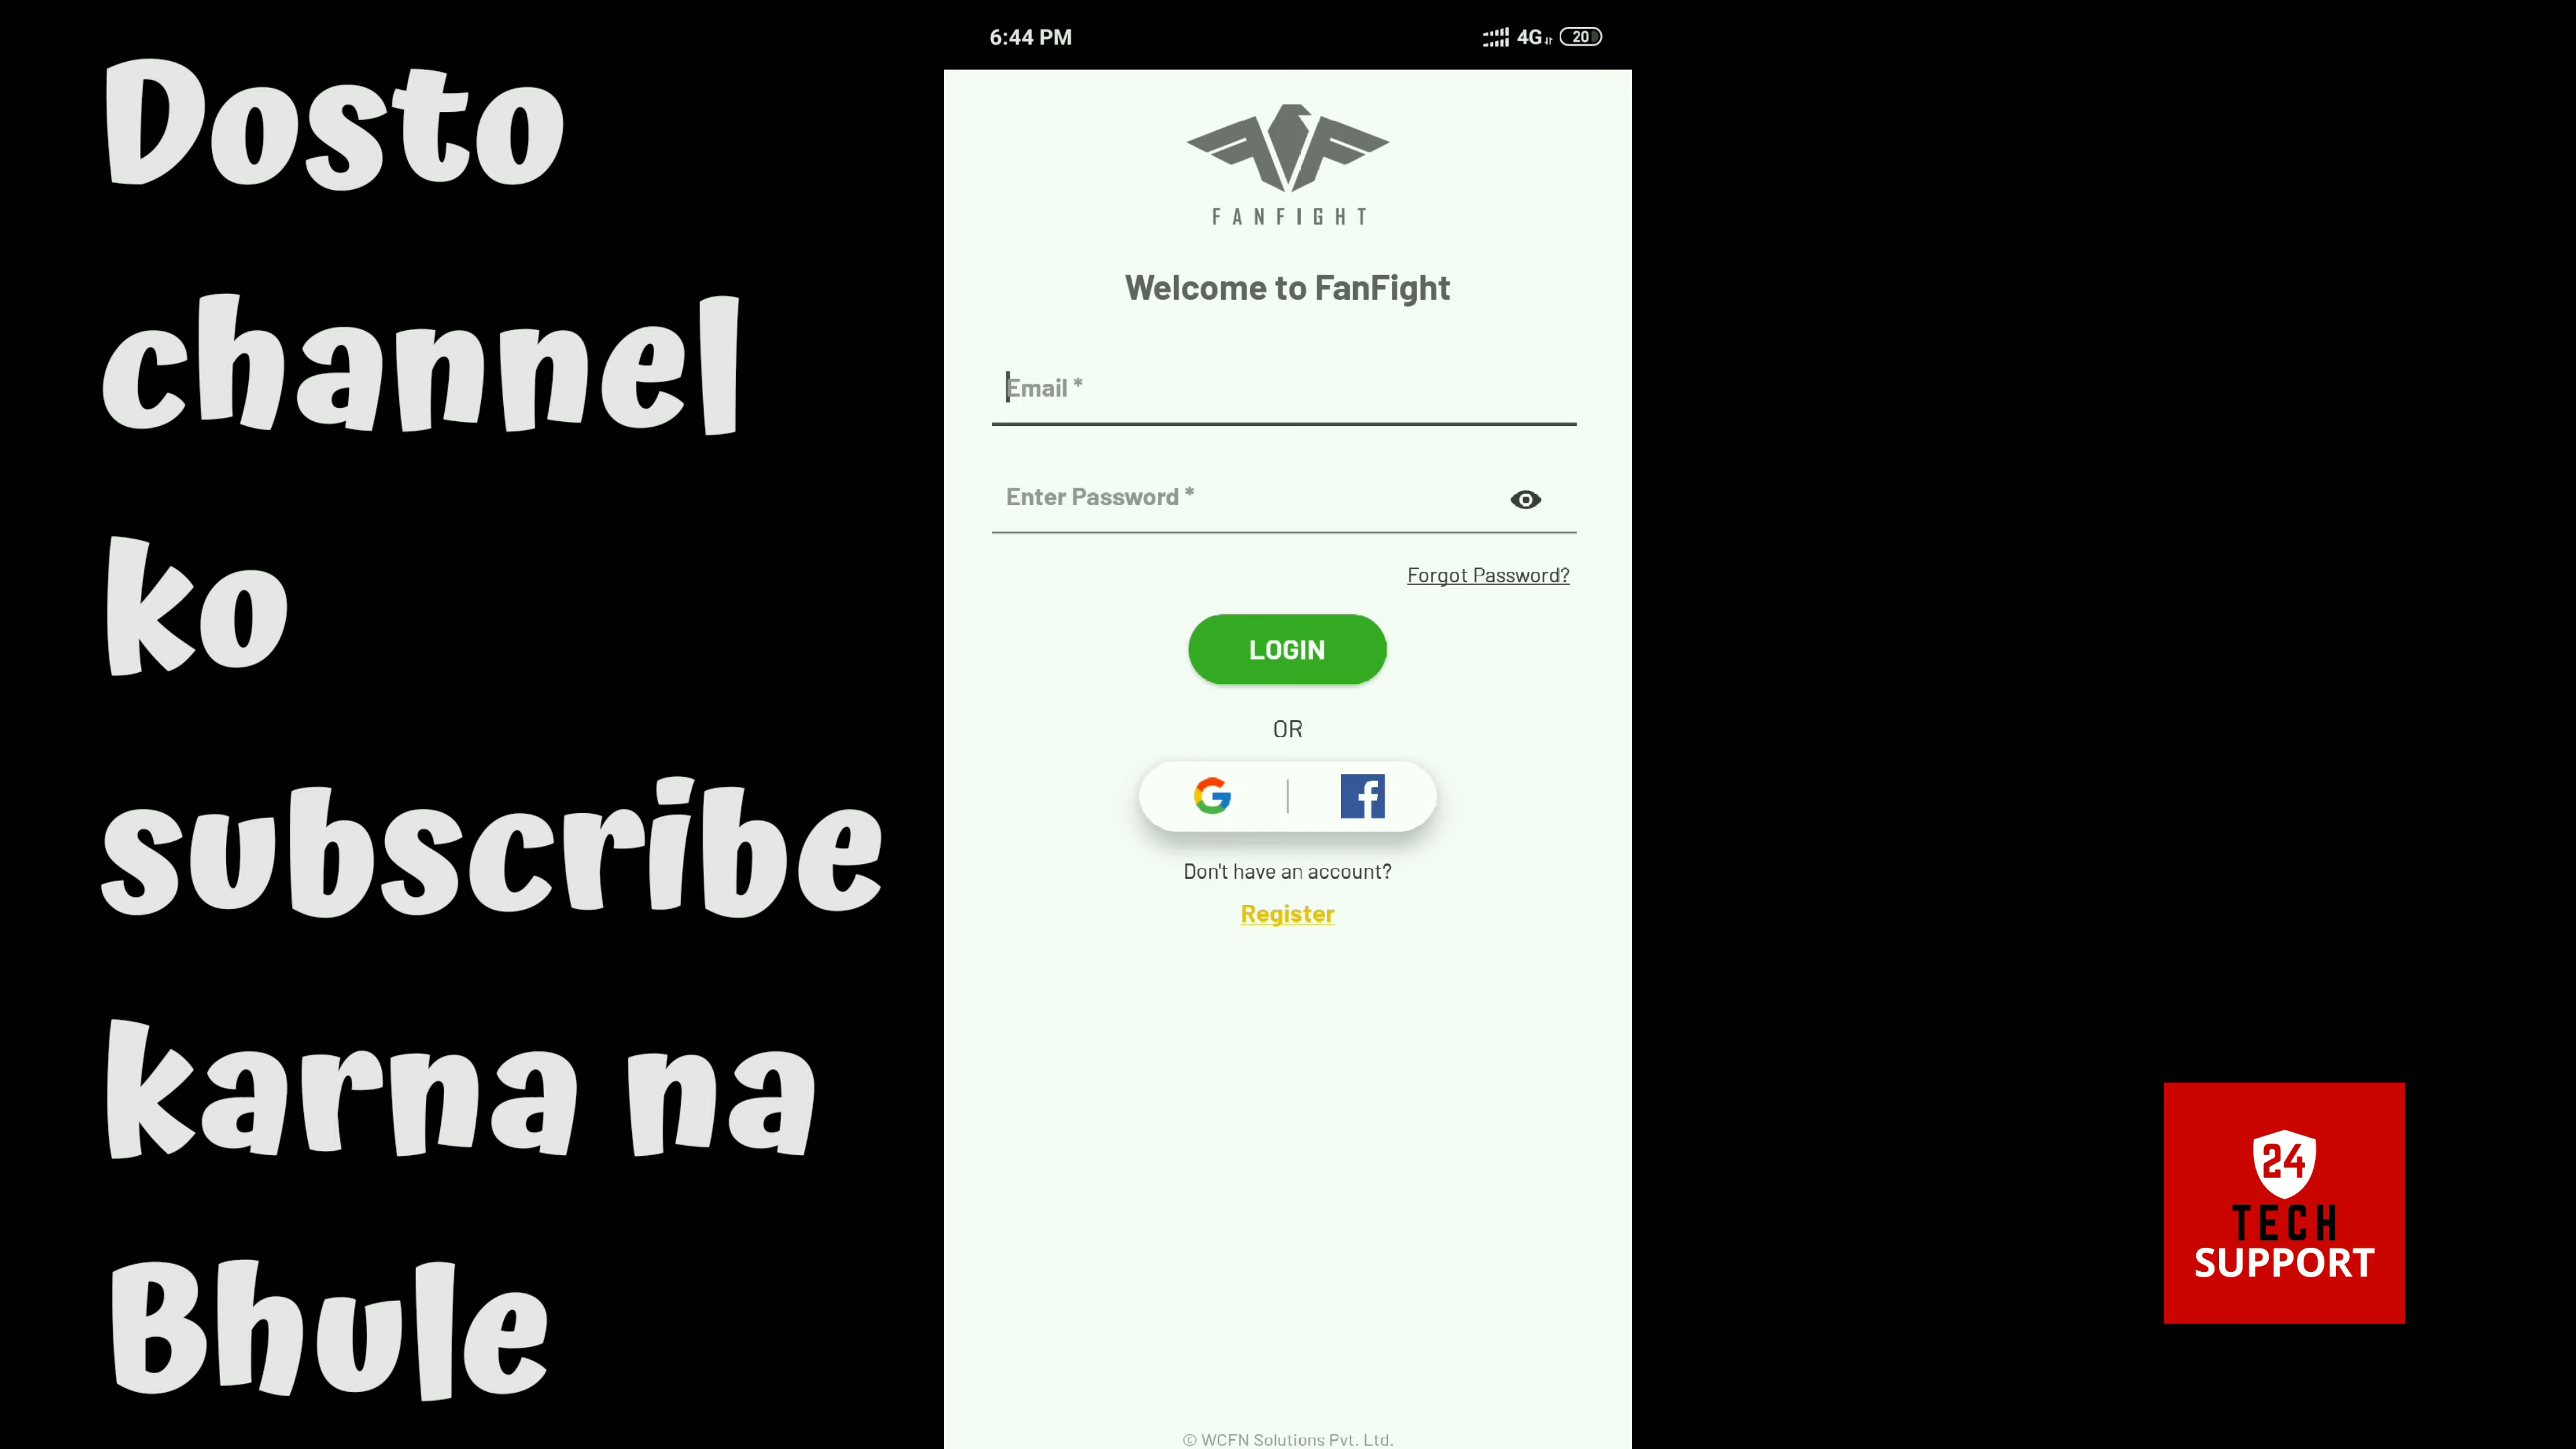 Dosto
channel
ko
subscribe
karna na
Bhule
6:44 PM
4G 20
FANFIGHT
Welcome to FanFight
Email *
Enter Password *
Forgot Password?
LOGIN
OR
Don't have an account?
Register
© WCFN Solutions Pvt. Ltd.
24
TECH
SUPPORT